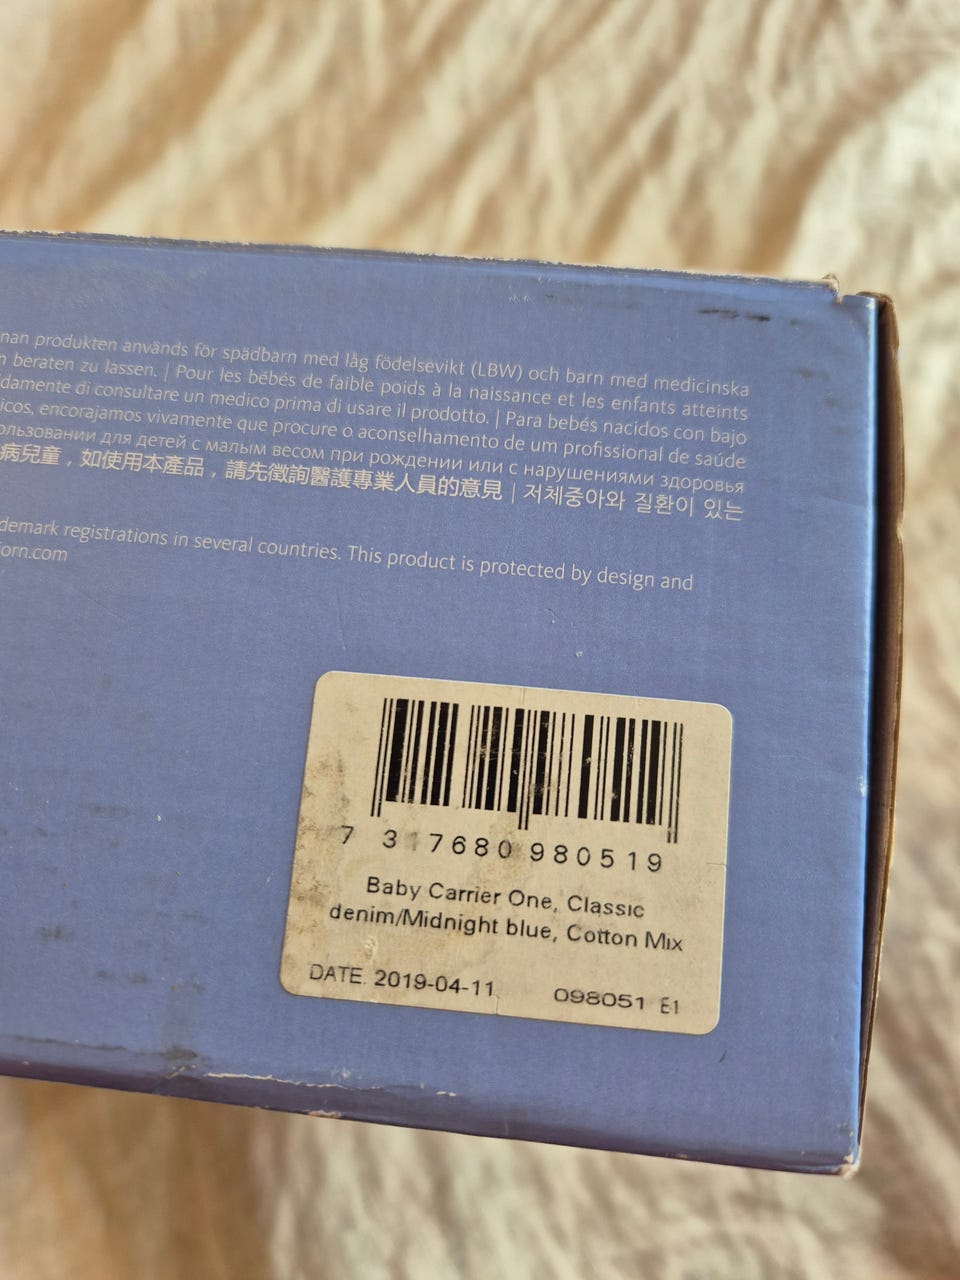 nan produkten används för spädbarn med låg födelsevikt (LBW) och barn med medicinska
n beraten zu lassen. | Pour les bébés de faible poids à la naissance et les enfants atteints
idamente di consultare un medico prima di usare il prodotto. | Para bebés nacidos con bajo
icos, encorajamos vivamente que procure o aconselhamento de um profissional de saúde
ользовании для детей с малым весом при рождении или с нарушениями здоровья
病兒童，如使用本產品，請先徵詢醫護專業人員的意見 | 저체중아와 질환이 있는
demark registrations in several countries. This product is protected by design and
jorn.com
7 317680 980519
Baby Carrier One, Classic
denim/Midnight blue, Cotton Mix
DATE. 2019-04-11
098051 E1